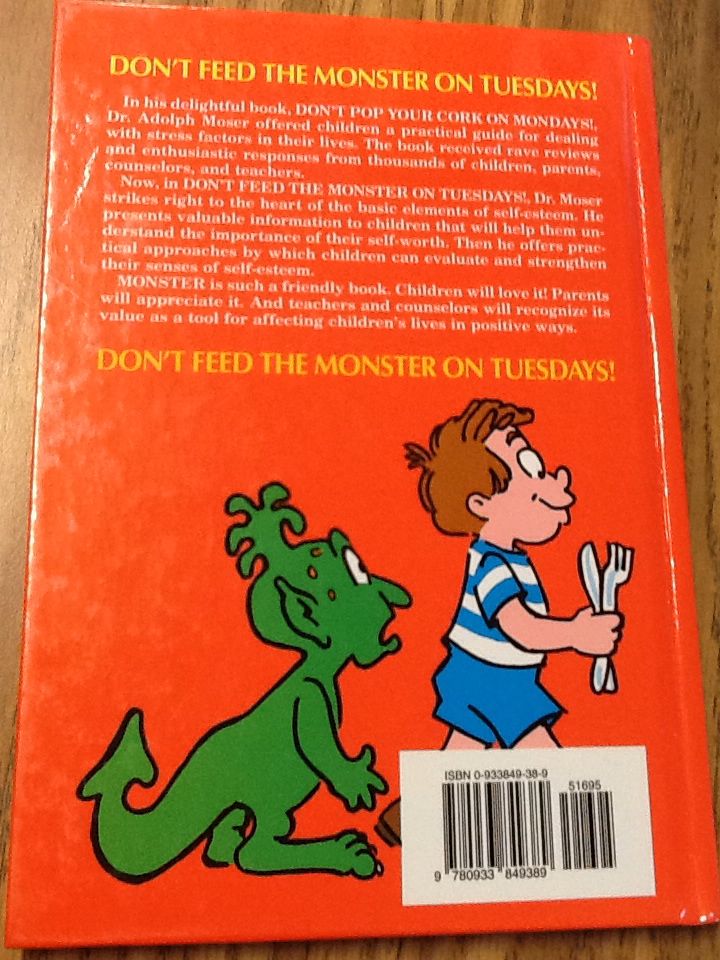 DON'T FEED THE MONSTER ON TUESDAYS!
In his delightful book, DON'T POP YOUR CORK ON MONDAYS!,
Dr. Adolph Moser offered children a practical guide for dealing
with stress factors in their lives. The book received rave reviews
and enthusiastic responses from thousands of children, parents,
counselors, and teachers.
Now, in DON'T FEED THE MONSTER ON TUESDAYS!, Dr. Moser
strikes right to the heart of the basic elements of self-esteem. He
presents valuable information to children that will help them un-
derstand the importance of their self-worth. Then he offers prac-
tical approaches by which children can evaluate and strengthen
their senses of self-esteem.
MONSTER is such a friendly book. Children will love it! Parents
will appreciate it. And teachers and counselors will recognize its
value as a tool for affecting children's lives in positive ways.
DON'T FEED THE MONSTER ON TUESDAYS!
ISBN 0-933849-38-9
51695
9 780933 849389